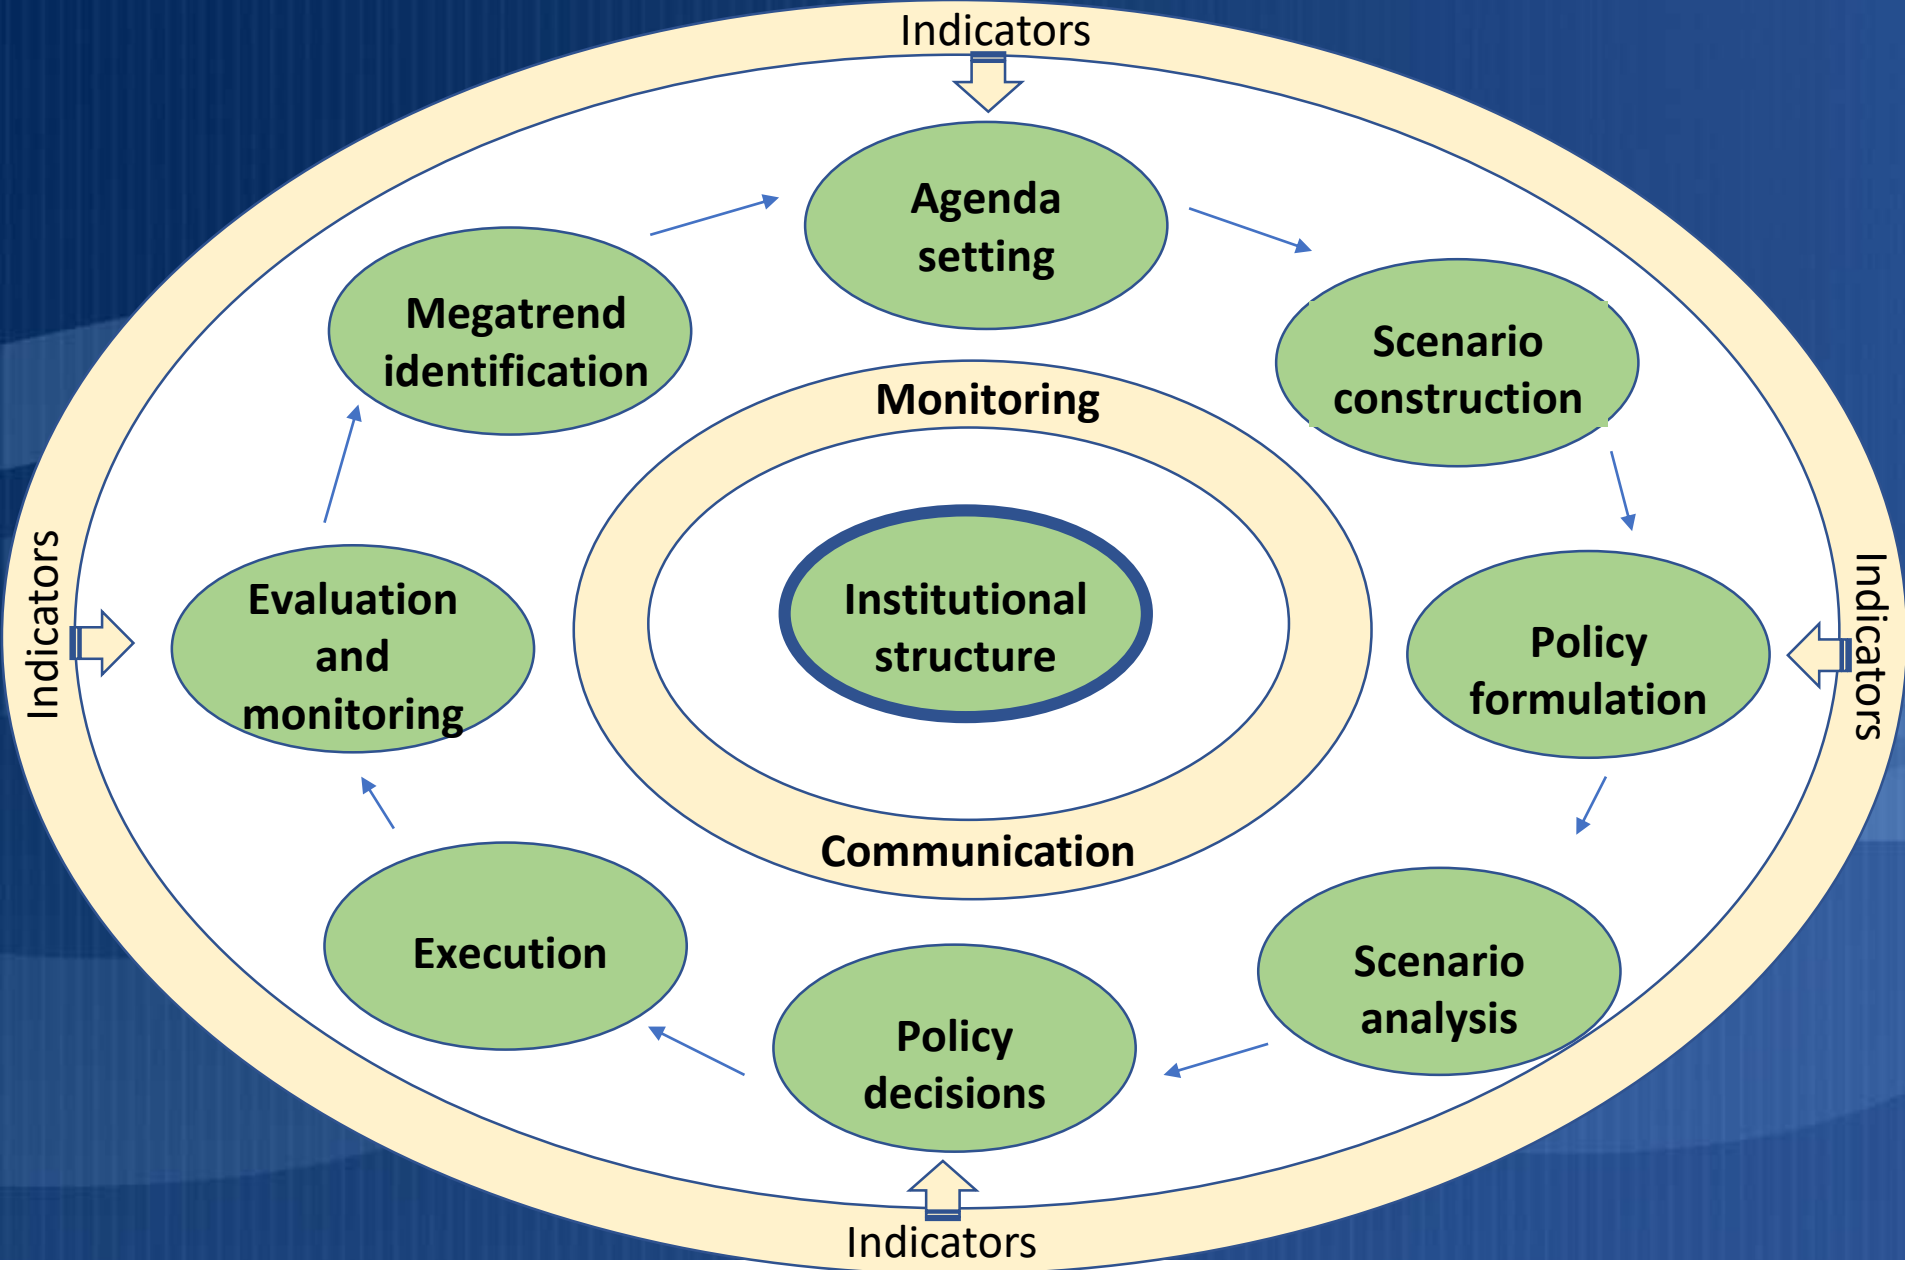 Indicators
Agenda
setting
Megatrend
identification
Scenario
construction
Monitoring
Indicators
Evaluation
and
monitoring
Institutional
structure
Policy
formulation
Indicators
Communication
Execution
Scenario
analysis
Policy
decisions
Indicators